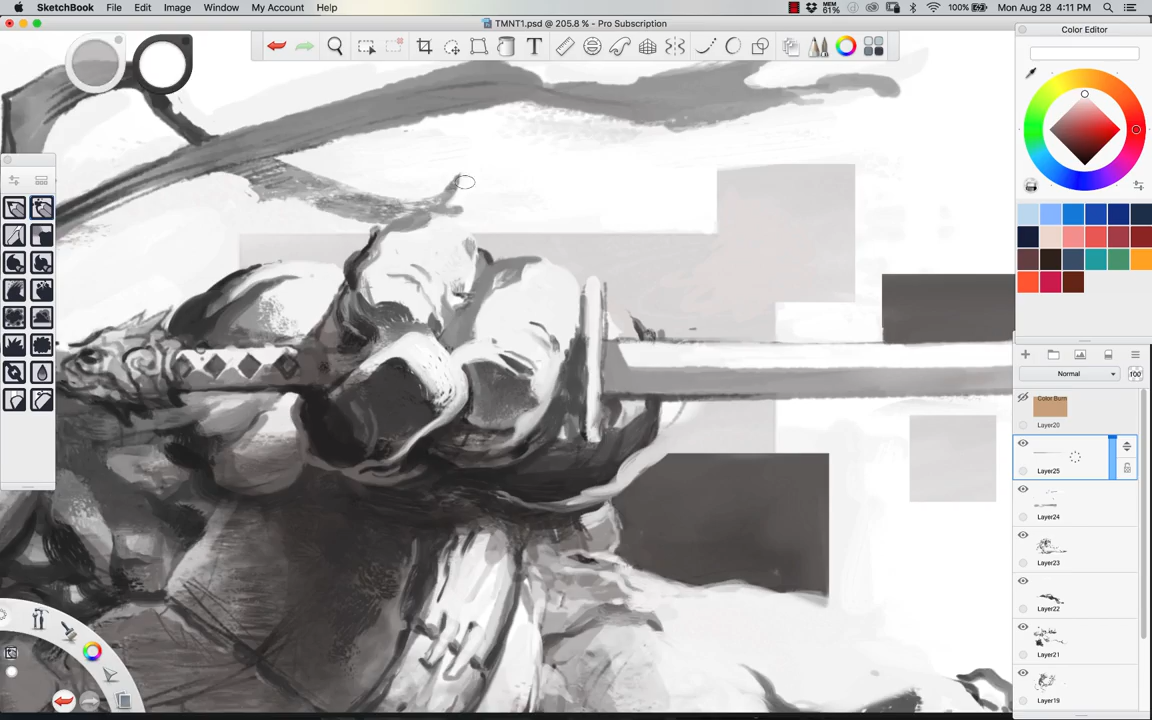 SketchBook File Edit Image Window My Account Help MEM 61% 100% Mon Aug 28 4:11 PM
TMNT1.psd @ 205.8 % - Pro Subscription
Color Editor
T
Normal 100
Color Burn
Layer20
Layer25
Layer24
Layer23
Layer22
Layer21
Layer19